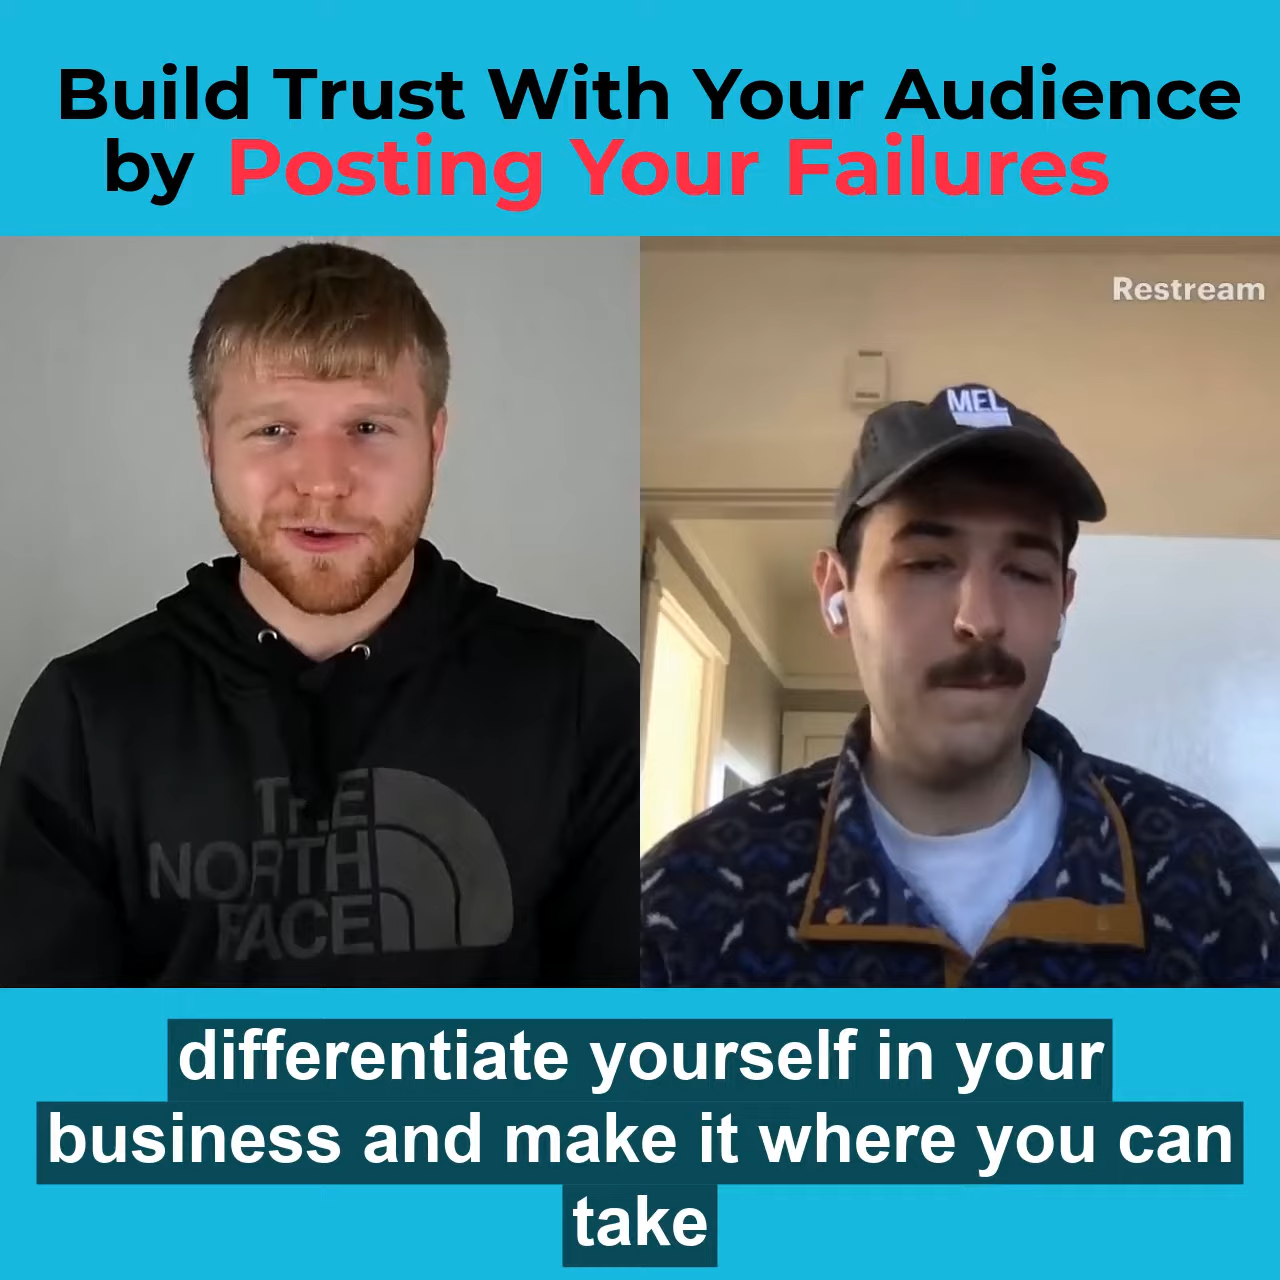 Build Trust With Your Audience
by Posting Your Failures
Restream
MEL
THE
NORTH
FACE
differentiate yourself in your
business and make it where you can
take